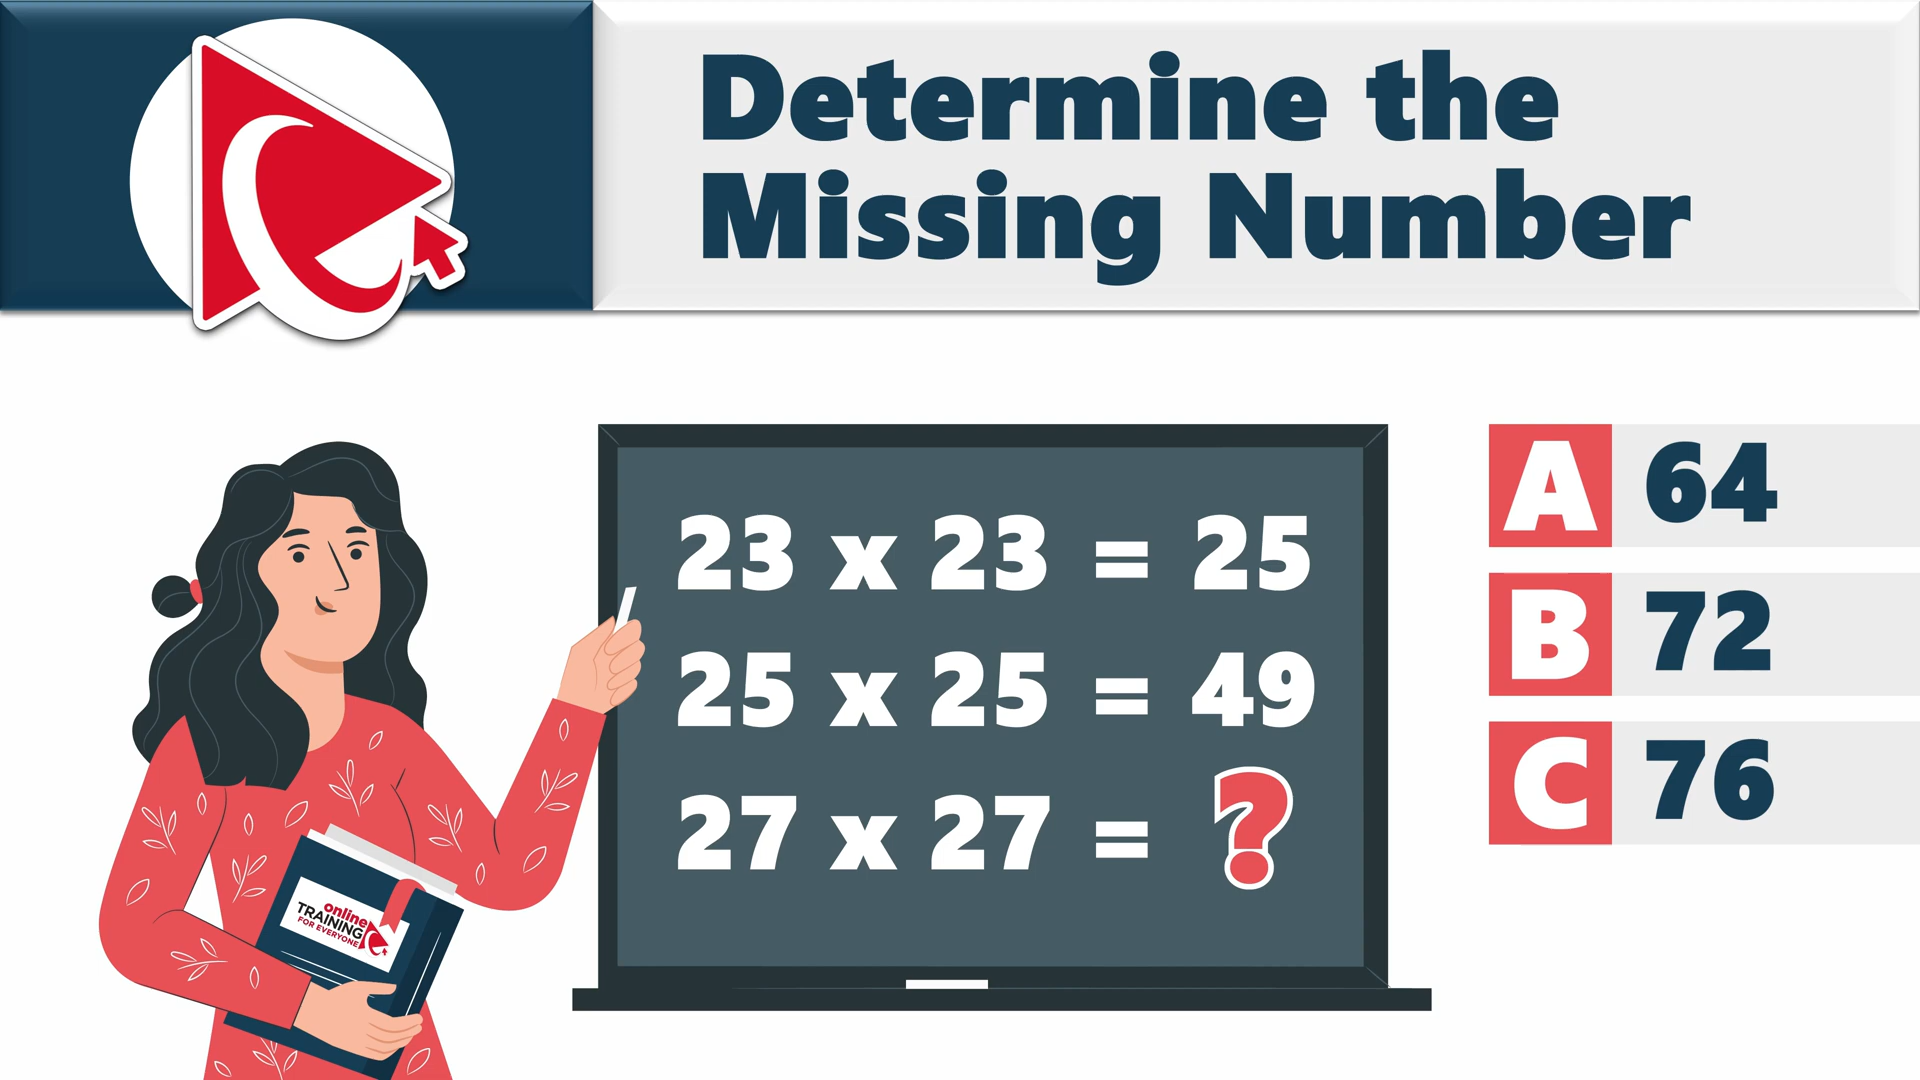 Determine the
Missing Number
23 x 23 = 25
25 x 25 = 49
27 x 27 = ?
A 64
B 72
C 76
online
TRAINING
FOR EVERYONE